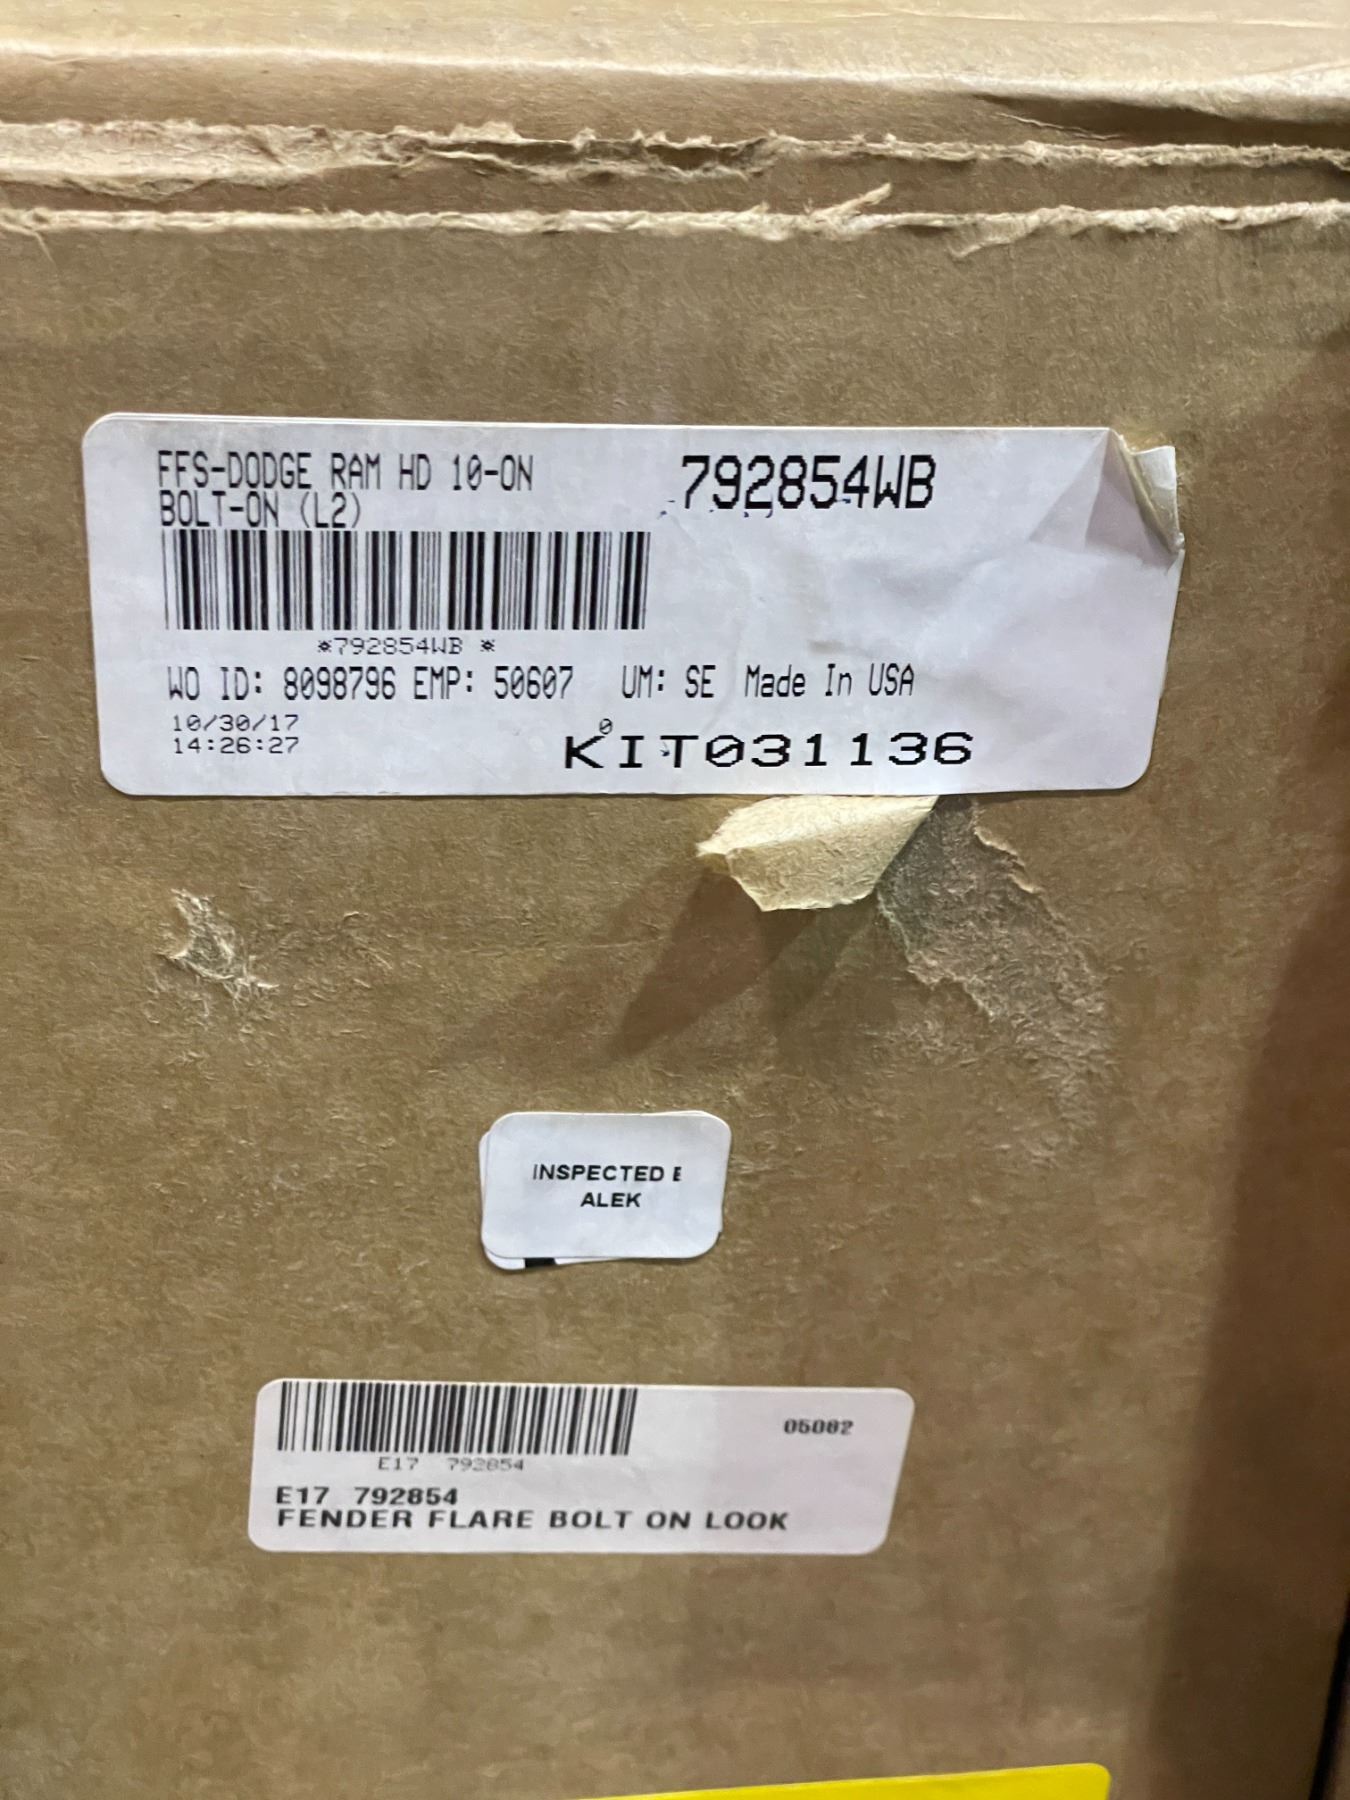 FFS-DODGE RAM HD 10-ON
BOLT-ON (L2)
792854WB
*792854WB *
WO ID: 8098796 EMP: 50607 UM: SE Made In USA
10/30/17
14:26:27
0
KIT031136
INSPECTED
ALEK
05082
E17 792854
E17 792854
FENDER FLARE BOLT ON LOOK